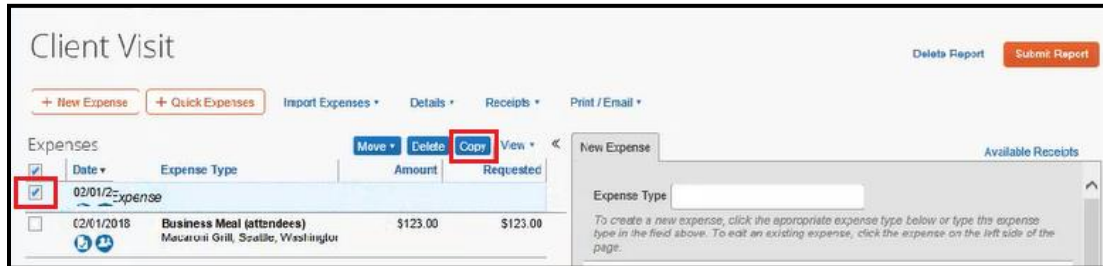 Client Visit
Delete Report Submit Report
+ New Expense + Quick Expenses Import Expenses Details Receipts Print / Email
Expenses Move Delete Copy View « New Expense Available Receipts
Date Expense Type Amount Requested
02/01/2 Expense
Expense Type
02/01/2018 Business Meal (attendees) $123.00 $123.00
Macaroni Grill, Seattle, Washington
To create a new expense, click the appropriate expense type below or type the expense
type in the field above. To edit an existing expense, click the expense on the left side of the
page.